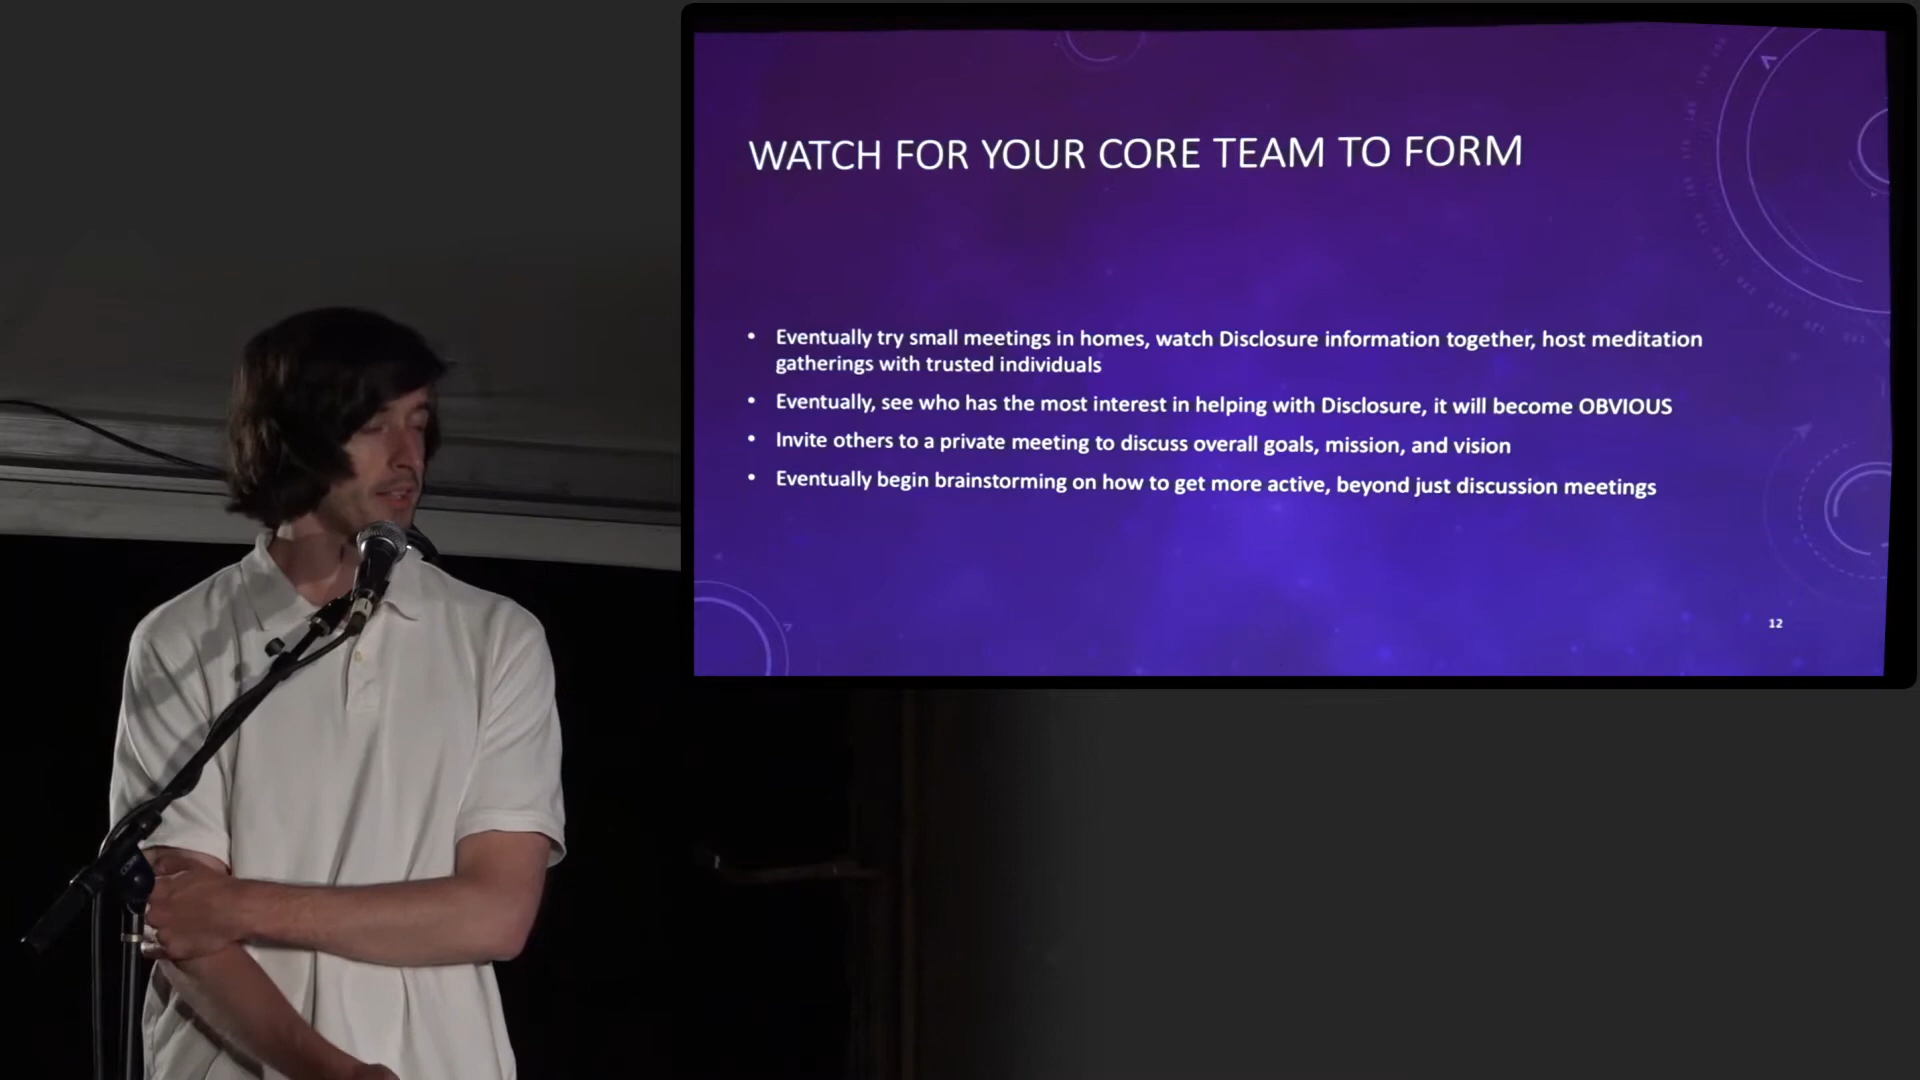 WATCH FOR YOUR CORE TEAM TO FORM
• Eventually try small meetings in homes, watch Disclosure information together, host meditation
gatherings with trusted individuals
• Eventually, see who has the most interest in helping with Disclosure, it will become OBVIOUS
• Invite others to a private meeting to discuss overall goals, mission, and vision
• Eventually begin brainstorming on how to get more active, beyond just discussion meetings
12